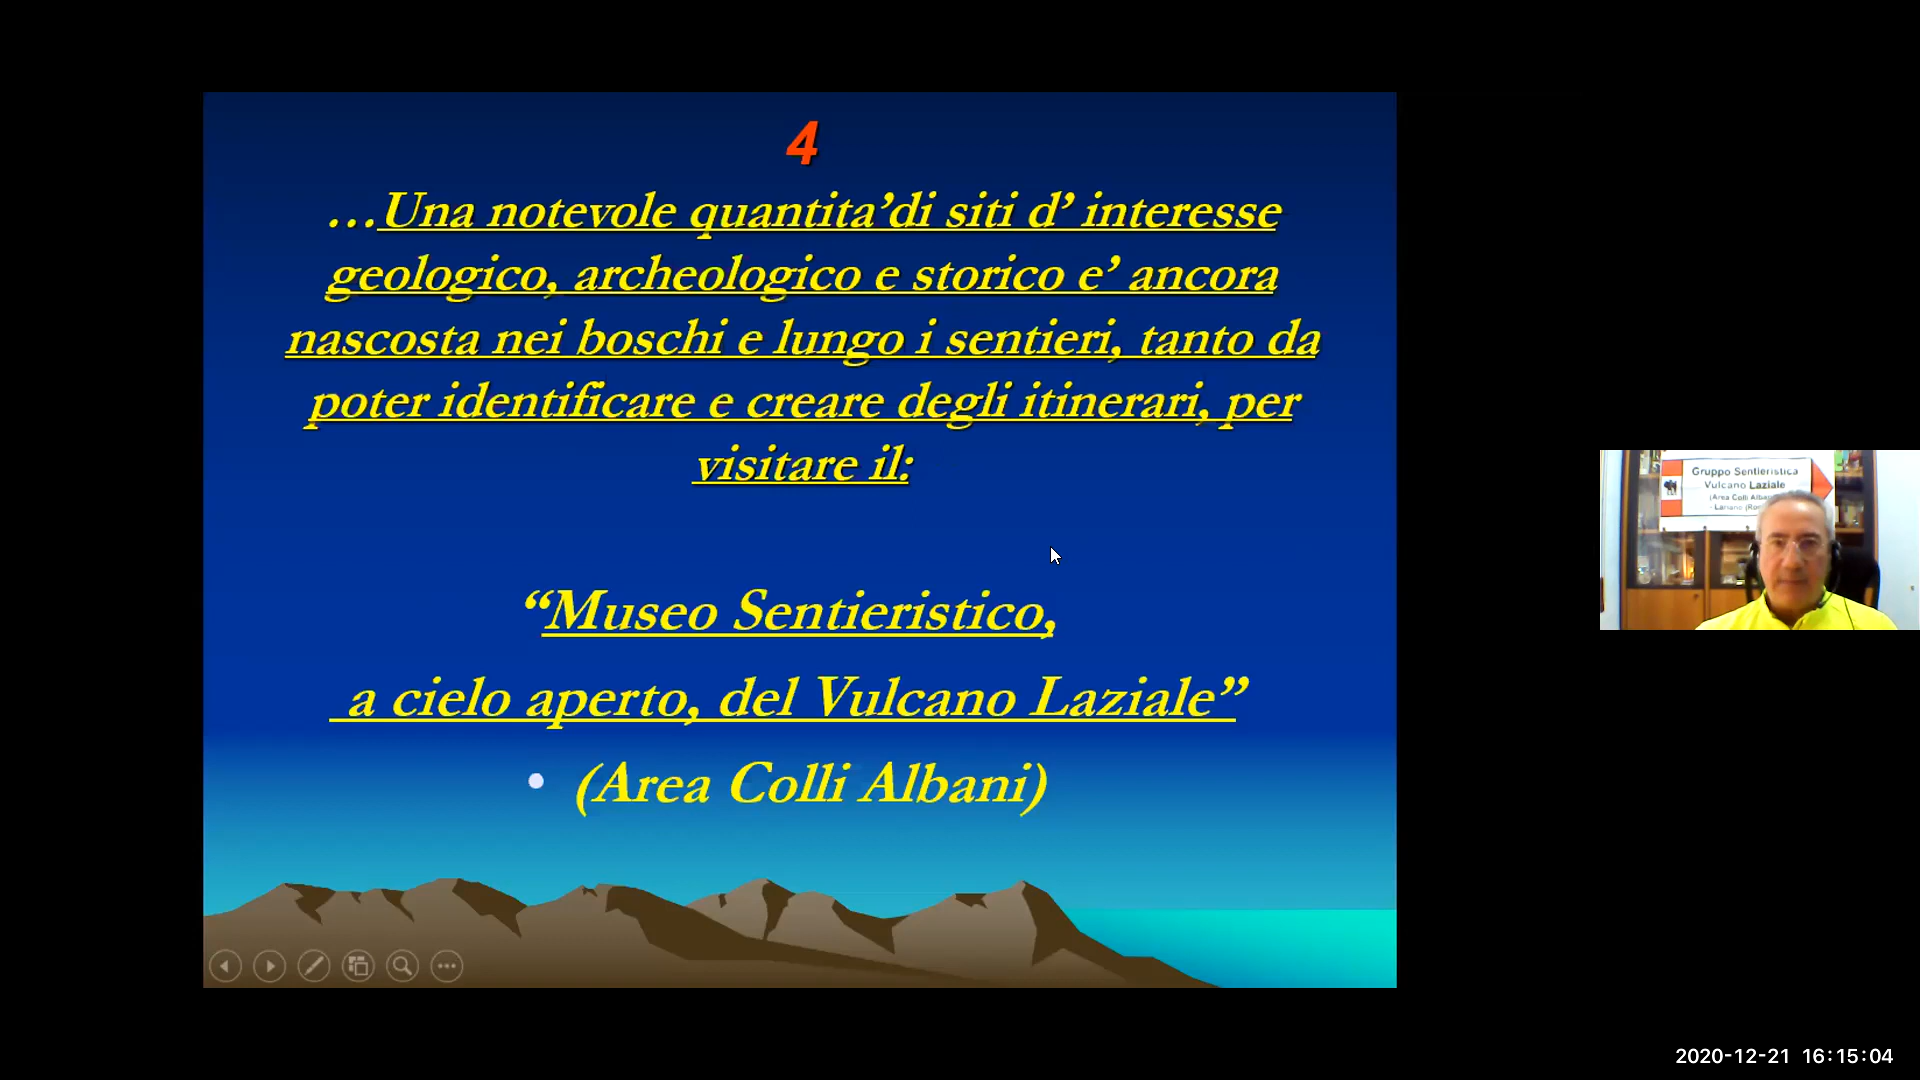 4
…Una notevole quantita’di siti d’ interesse
geologico, archeologico e storico e’ ancora
nascosta nei boschi e lungo i sentieri, tanto da
poter identificare e creare degli itinerari, per
visitare il:
“Museo Sentieristico,
a cielo aperto, del Vulcano Laziale”
(Area Colli Albani)
Gruppo Sentieristica
Vulcano Laziale
(Area Colli
2020-12-21 16:15:04